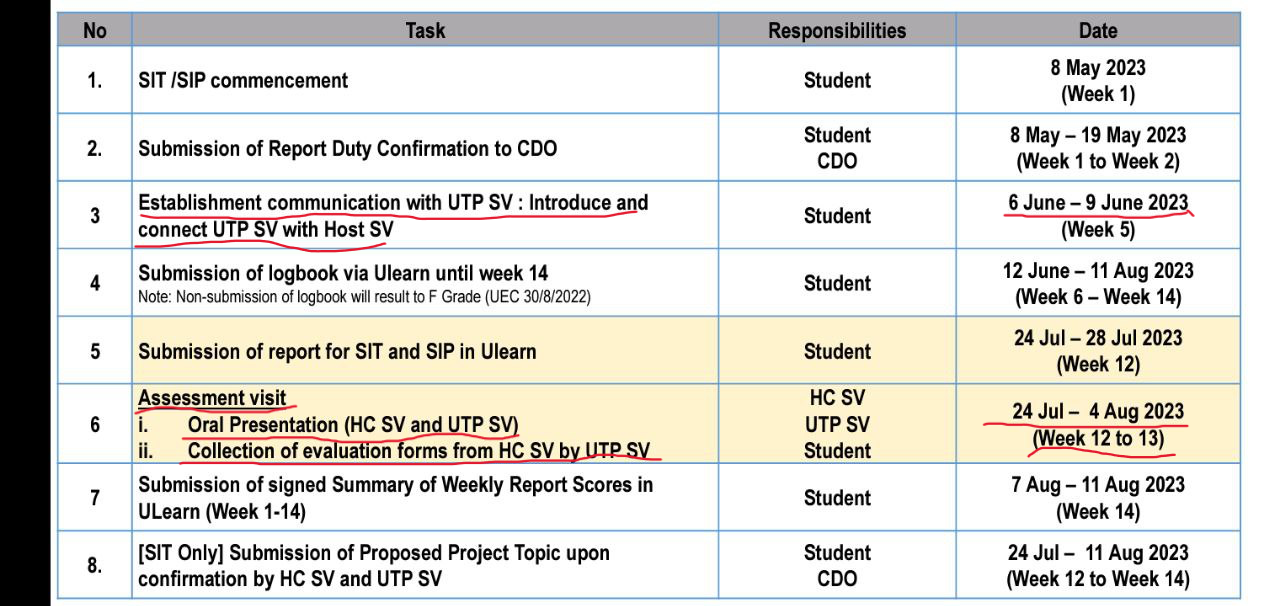 No Task Responsibilities Date
1. SIT /SIP commencement Student 8 May 2023
(Week 1)
2. Submission of Report Duty Confirmation to CDO Student
CDO 8 May – 19 May 2023
(Week 1 to Week 2)
3 Establishment communication with UTP SV : Introduce and
connect UTP SV with Host SV Student 6 June – 9 June 2023
(Week 5)
4 Submission of logbook via Ulearn until week 14
Note: Non-submission of logbook will result to F Grade (UEC 30/8/2022) Student 12 June – 11 Aug 2023
(Week 6 – Week 14)
5 Submission of report for SIT and SIP in Ulearn Student 24 Jul – 28 Jul 2023
(Week 12)
6 Assessment visit
i. Oral Presentation (HC SV and UTP SV)
ii. Collection of evaluation forms from HC SV by UTP SV HC SV
UTP SV
Student 24 Jul – 4 Aug 2023
(Week 12 to 13)
7 Submission of signed Summary of Weekly Report Scores in
ULearn (Week 1-14) Student 7 Aug – 11 Aug 2023
(Week 14)
8. [SIT Only] Submission of Proposed Project Topic upon
confirmation by HC SV and UTP SV Student
CDO 24 Jul – 11 Aug 2023
(Week 12 to Week 14)